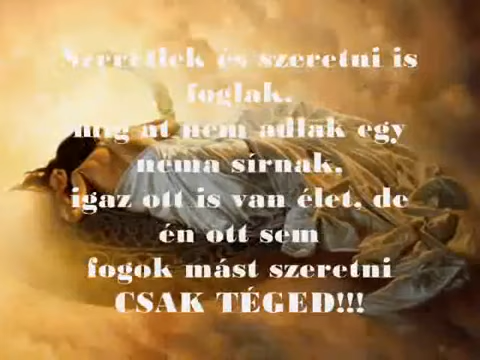 Szeretlek és szeretni is
foglak,
míg át nem adlak egy
néma sírnak,
igaz ott is van élet, de
én ott sem
fogok mást szeretni
CSAK TÉGED!!!